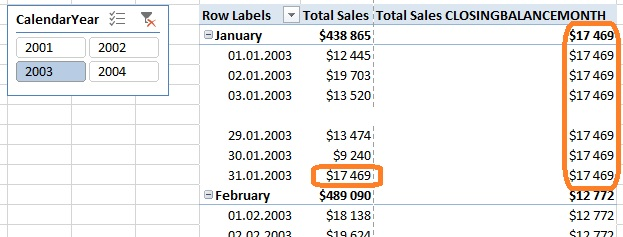 CalendarYear
2001 2002
2003 2004
Row Labels Total Sales Total Sales CLOSINGBALANCEMONTH
January $438 865 $17 469
01.01.2003 $12 445 $17 469
02.01.2003 $19 703 $17 469
03.01.2003 $13 520 $17 469
29.01.2003 $13 474 $17 469
30.01.2003 $9 240 $17 469
31.01.2003 $17 469 $17 469
February $489 090 $12 772
01.02.2003 $18 138 $12 772
02.02.2003 $19 624 $12 772